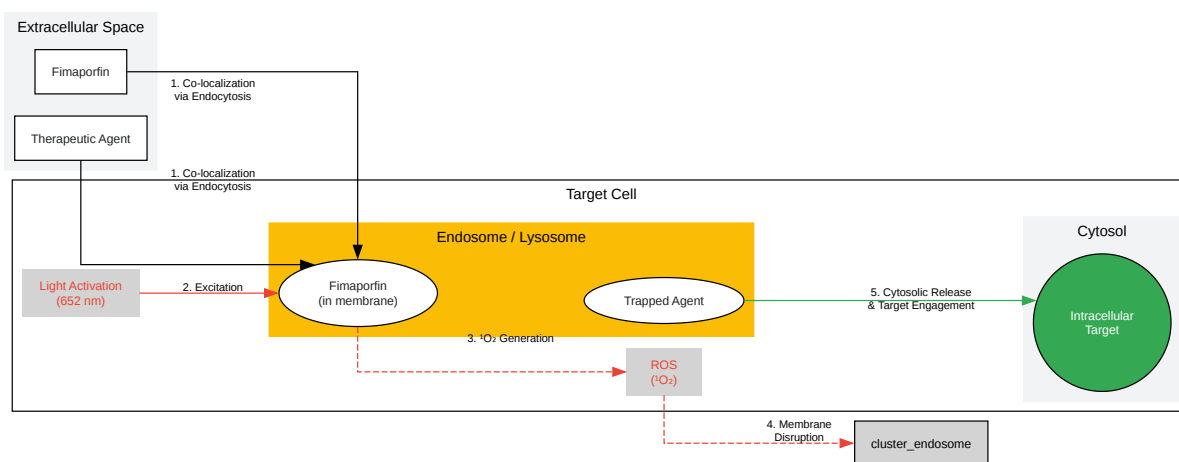 Extracellular Space
Fimaporfin
1. Co-localization
via Endocytosis
Therapeutic Agent
1. Co-localization
via Endocytosis
Target Cell
Endosome / Lysosome
Cytosol
Light Activation
(652 nm)
2. Excitation
Fimaporfin
(in membrane)
Trapped Agent
5. Cytosolic Release
& Target Engagement
Intracellular
Target
3. ¹O₂ Generation
ROS
(¹O₂)
4. Membrane
Disruption
cluster_endosome